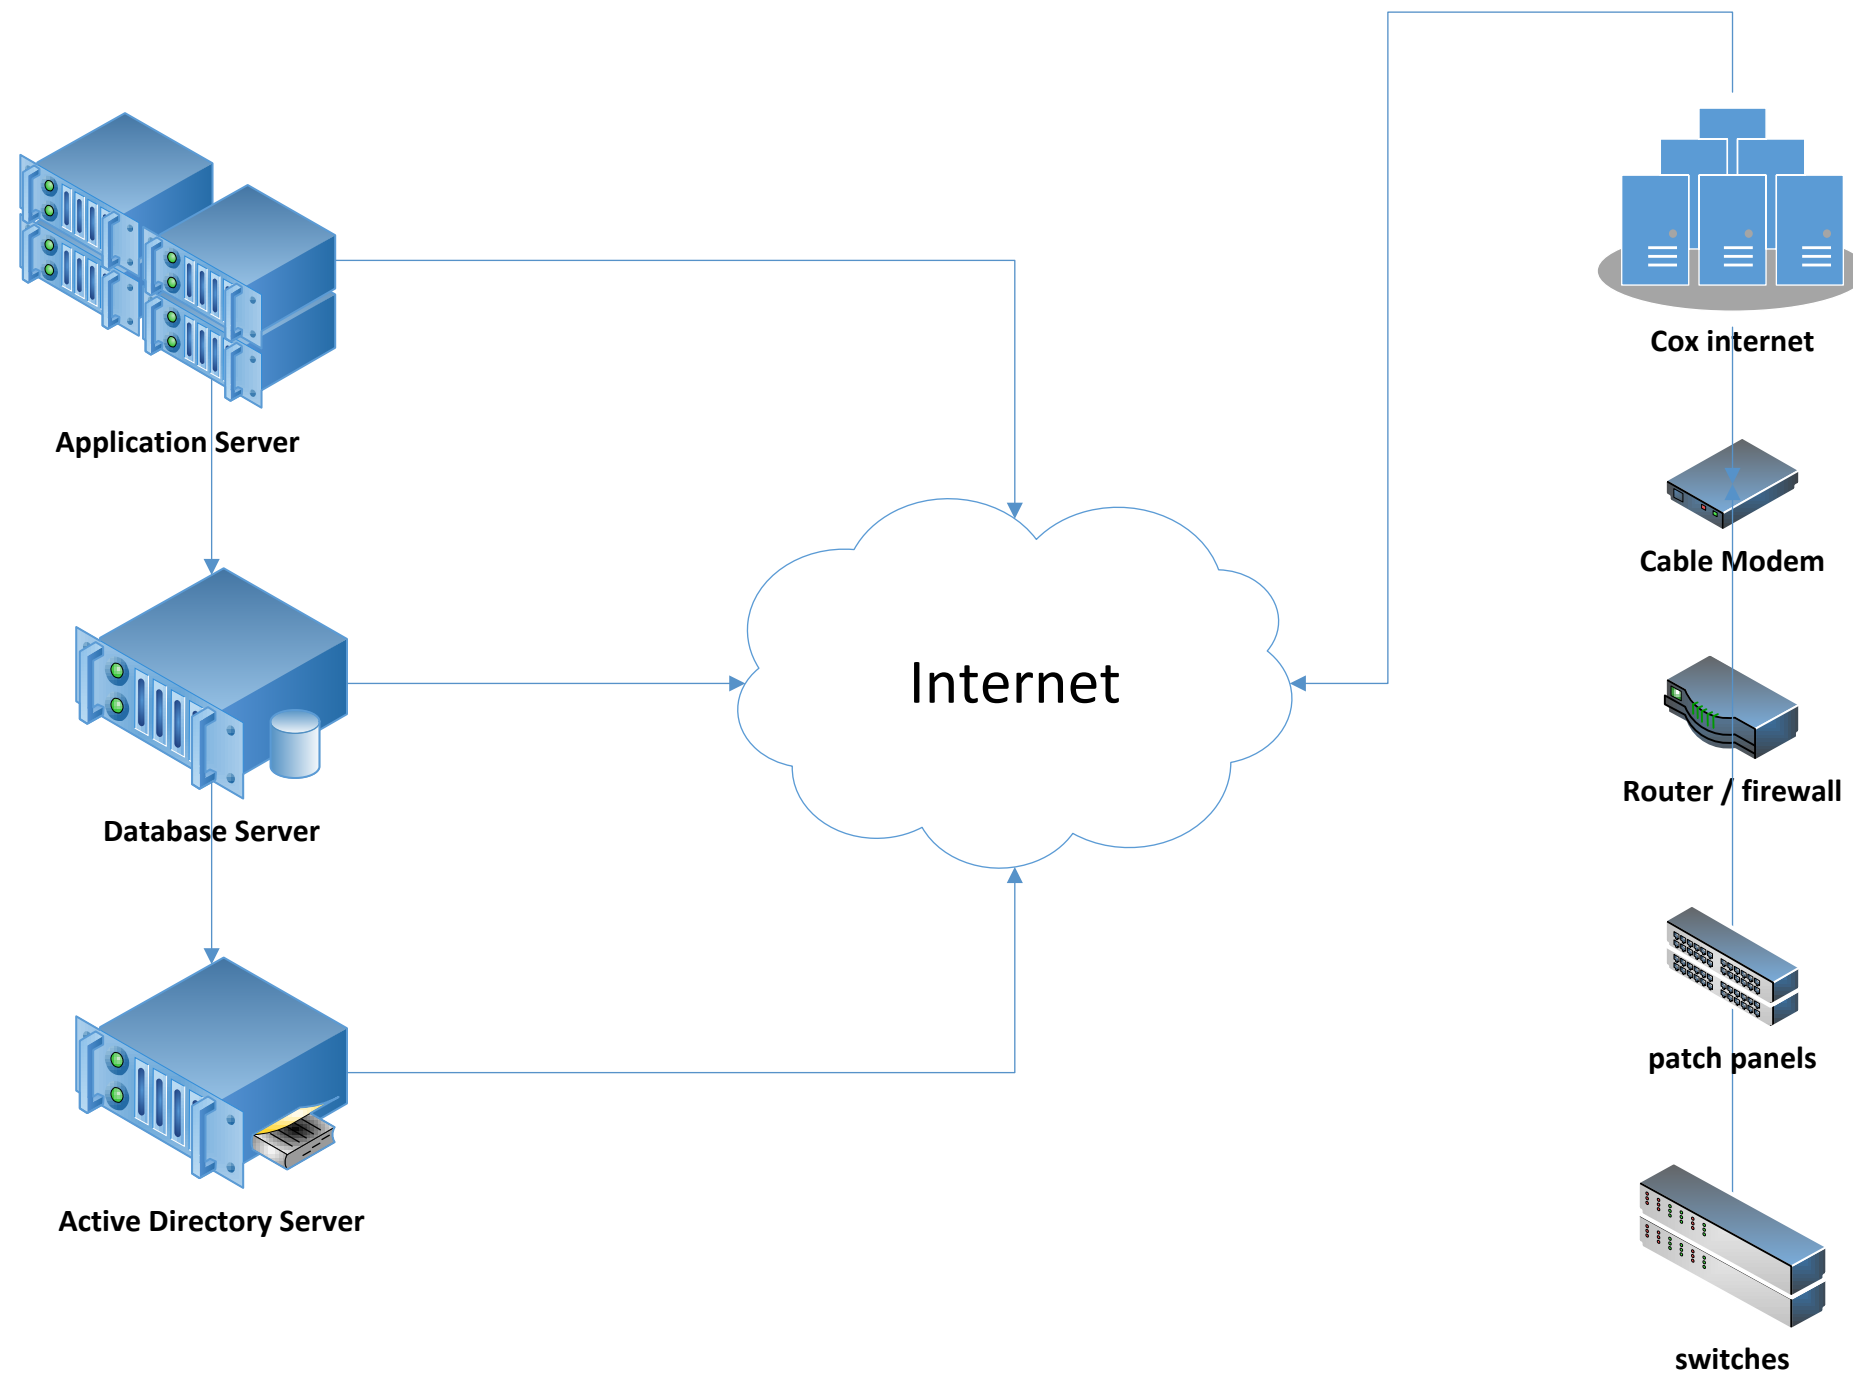 Application Server
Database Server
Active Directory Server
Internet
Cox internet
Cable Modem
Router / firewall
patch panels
switches